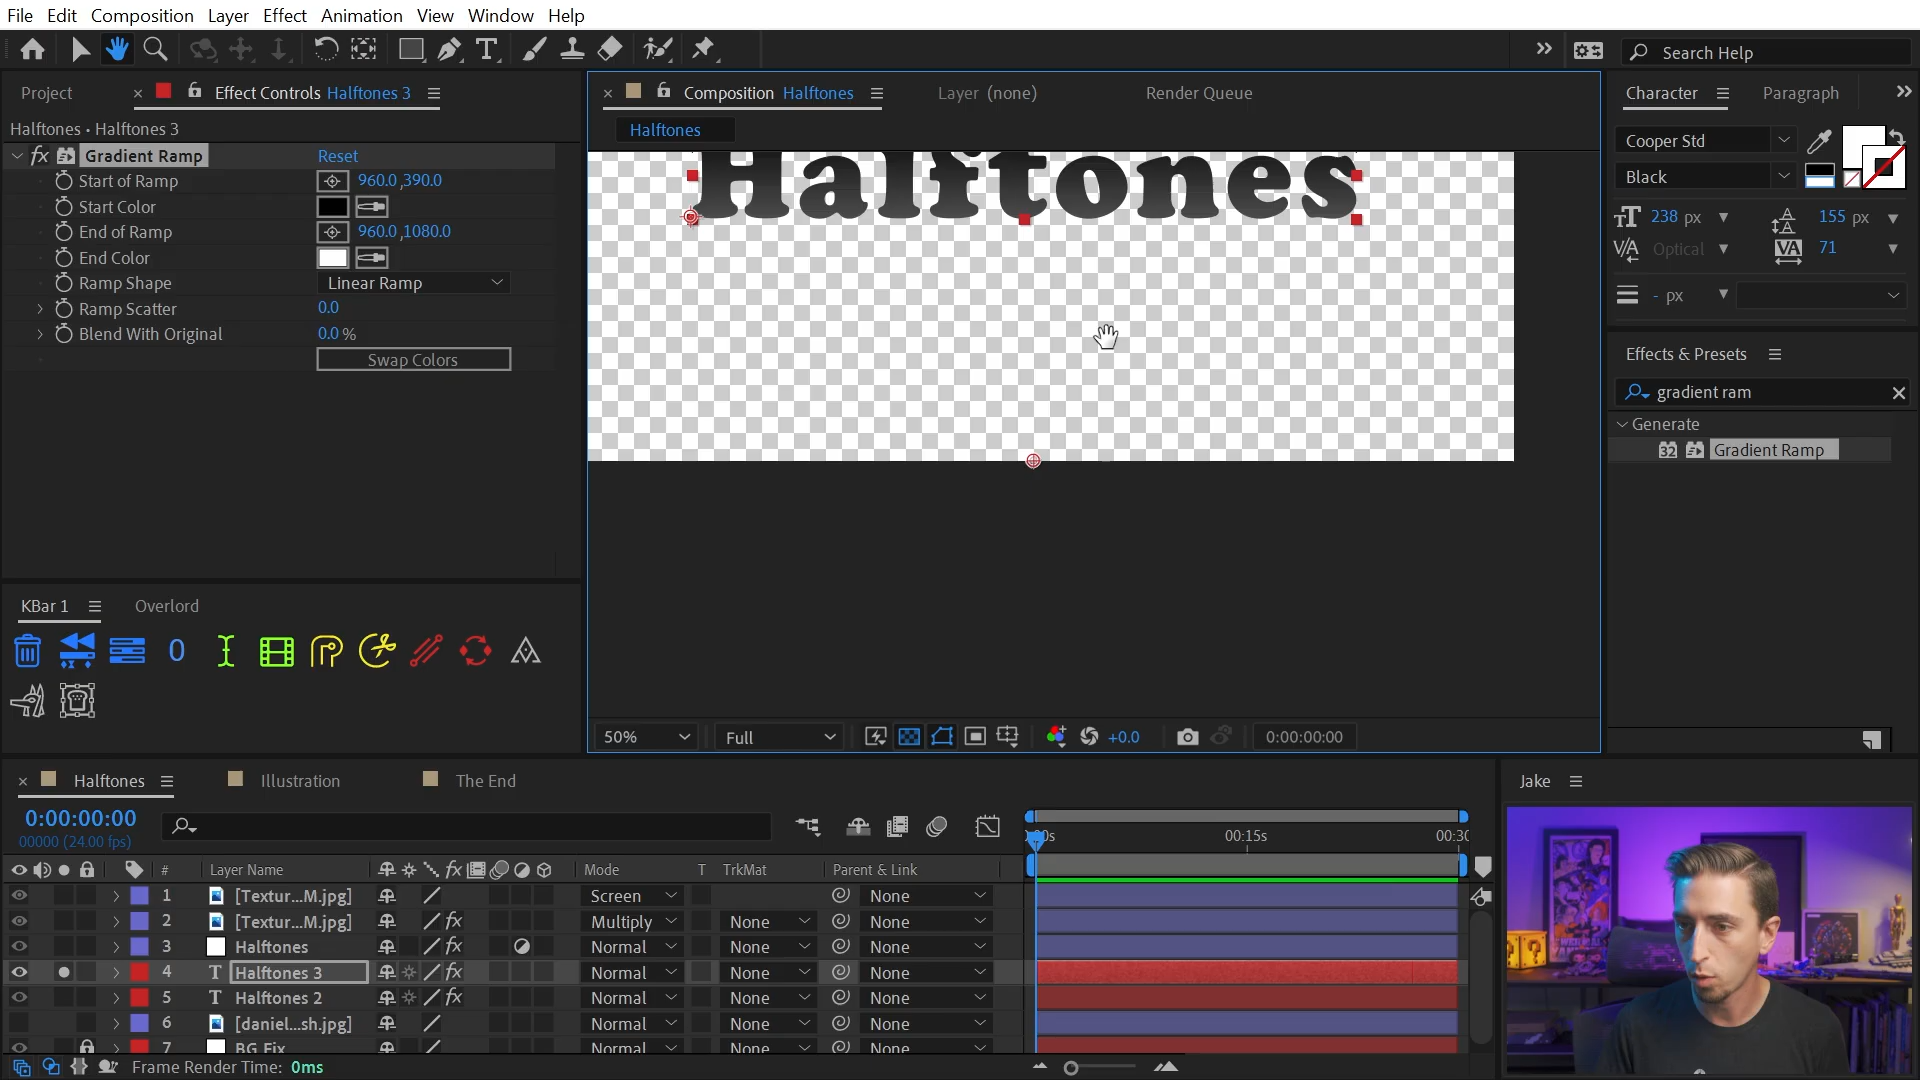 File Edit Composition Layer Effect Animation View Window Help
Search Help
Project
Effect Controls Halftones 3
Halftones • Halftones 3
fx Gradient Ramp Reset
Start of Ramp 960.0,390.0
Start Color
End of Ramp 960.0,1080.0
End Color
Ramp Shape Linear Ramp
Ramp Scatter 0.0
Blend With Original 0.0 %
Swap Colors
KBar 1 Overlord
0
Composition Halftones Layer (none) Render Queue
Halftones
Halftones
50% Full +0.0 0:00:00:00
Character Paragraph
Cooper Std
Black
238 px 155 px
Optical 71
- px
Effects & Presets
gradient ram
Generate
32 Gradient Ramp
Halftones Illustration The End
0:00:00:00
00000 (24.00 fps)
00:15s
# Layer Name fx Mode T TrkMat Parent & Link
1 [Textur...M.jpg] Screen None
2 [Textur...M.jpg] fx Multiply None None
3 Halftones fx Normal None None
4 T Halftones 3 fx Normal None None
5 T Halftones 2 fx Normal None None
6 [daniel...sh.jpg] Normal None None
7 BG Fix Normal None None
Frame Render Time: 0ms
Jake